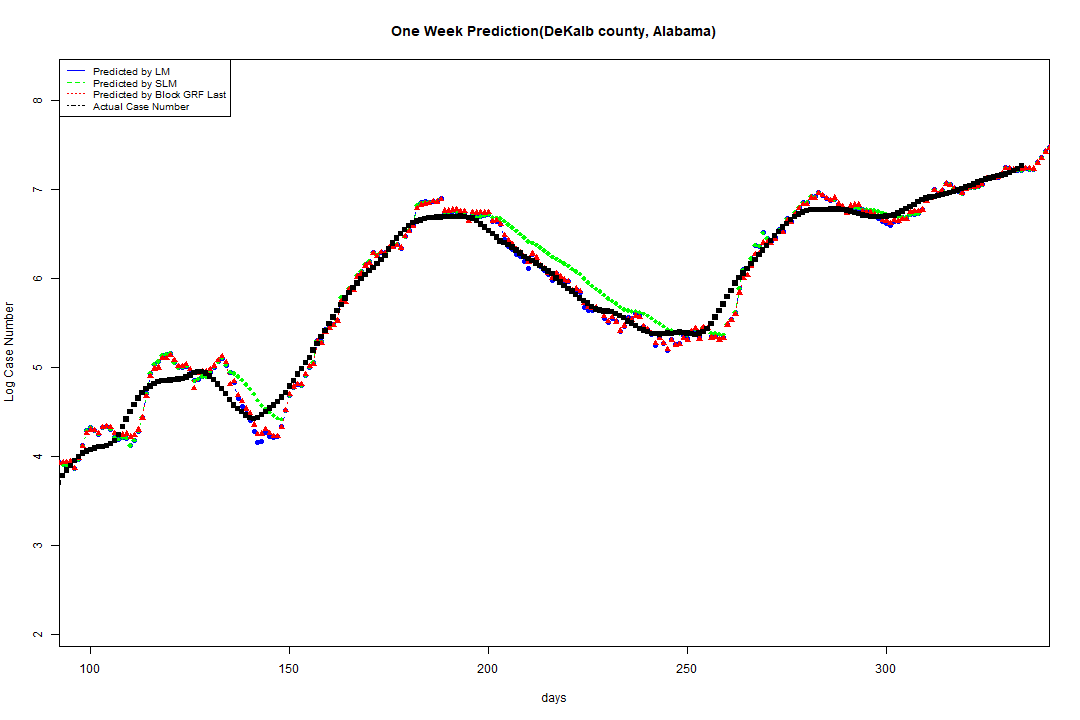 One Week Prediction(DeKalb county, Alabama)
Predicted by LM
Predicted by SLM
Predicted by Block GRF Last
Actual Case Number
Log Case Number
8
7
6
5
4
3
2
100 150 200 250 300
days